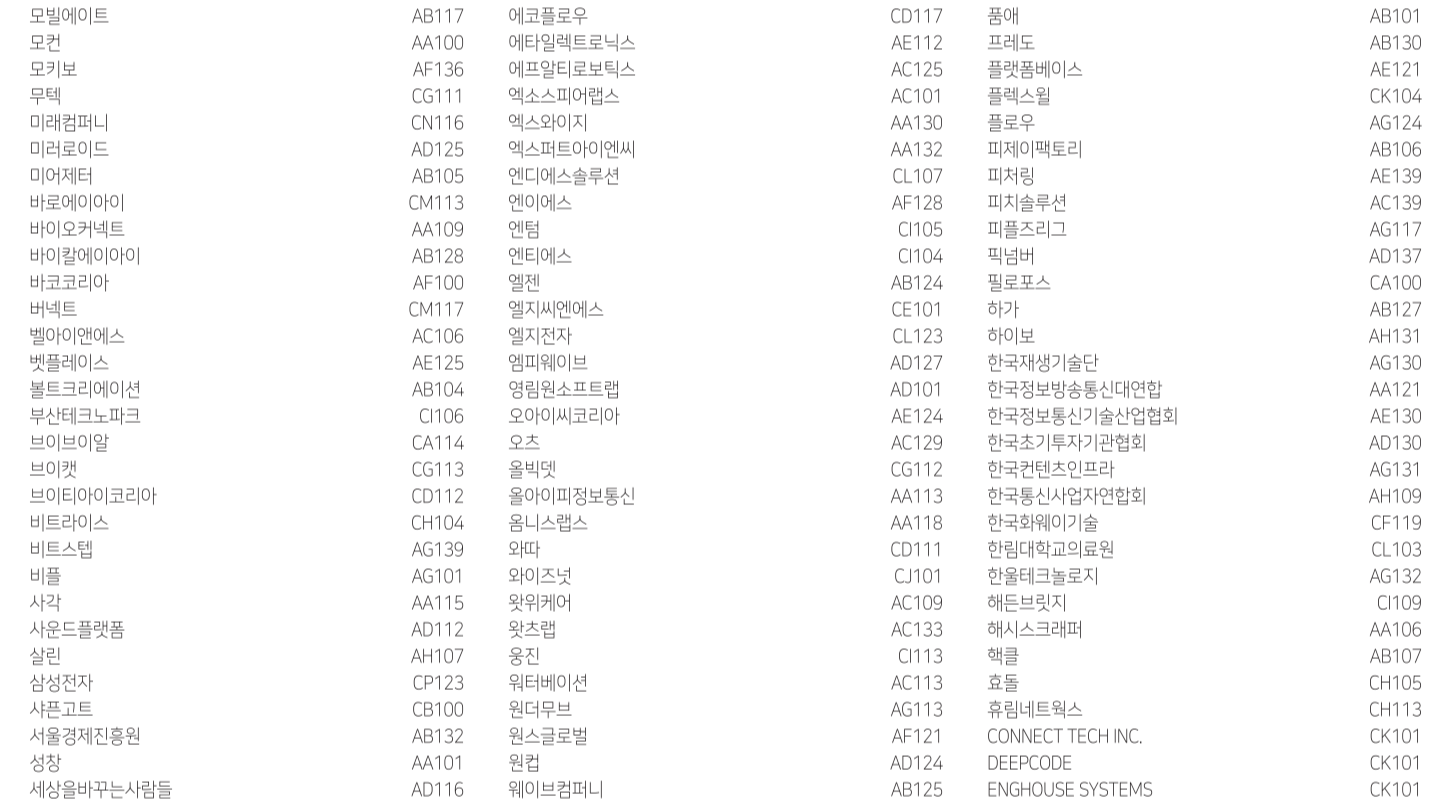 모빌에이트 AB117
모컨 AA100
모키보 AF136
무텍 CG111
미래컴퍼니 CN116
미러로이드 AD125
미어제터 AB105
바로에이아이 CM113
바이오커넥트 AA109
바이칼에이아이 AB128
바코코리아 AF100
버넥트 CM117
벨아이앤에스 AC106
벳플레이스 AE125
볼트크리에이션 AB104
부산테크노파크 CI106
브이브이알 CA114
브이캣 CG113
브이티아이코리아 CD112
비트라이스 CH104
비트스텝 AG139
비플 AG101
사각 AA115
사운드플랫폼 AD112
살린 AH107
삼성전자 CP123
샤픈고트 CB100
서울경제진흥원 AB132
성창 AA101
세상을바꾸는사람들 AD116
에코플로우 CD117
에타일렉트로닉스 AE112
에프알티로보틱스 AC125
엑소스피어랩스 AC101
엑스와이지 AA130
엑스퍼트아이엔씨 AA132
엔디에스솔루션 CL107
엔이에스 AF128
엔텀 CI105
엔티에스 CI104
엘젠 AB124
엘지씨엔에스 CE101
엘지전자 CL123
엠피웨이브 AD127
영림원소프트랩 AD101
오아이씨코리아 AE124
오츠 AC129
올빅뎃 CG112
올아이피정보통신 AA113
옴니스랩스 AA118
와따 CD111
와이즈넛 CJ101
왓위케어 AC109
왓츠랩 AC133
웅진 CI113
워터베이션 AC113
원더무브 AG113
원스글로벌 AF121
원컵 AD124
웨이브컴퍼니 AB125
품애 AB101
프레도 AB130
플랫폼베이스 AE121
플렉스윌 CK104
플로우 AG124
피제이팩토리 AB106
피처링 AE139
피치솔루션 AC139
피플즈리그 AG117
픽넘버 AD137
필로포스 CA100
하가 AB127
하이보 AH131
한국재생기술단 AG130
한국정보방송통신대연합 AA121
한국정보통신기술산업협회 AE130
한국초기투자기관협회 AD130
한국컨텐츠인프라 AG131
한국통신사업자연합회 AH109
한국화웨이기술 CF119
한림대학교의료원 CL103
한울테크놀로지 AG132
해든브릿지 CI109
해시스크래퍼 AA106
핵클 AB107
효돌 CH105
휴림네트웍스 CH113
CONNECT TECH INC. CK101
DEEPCODE CK101
ENGHOUSE SYSTEMS CK101